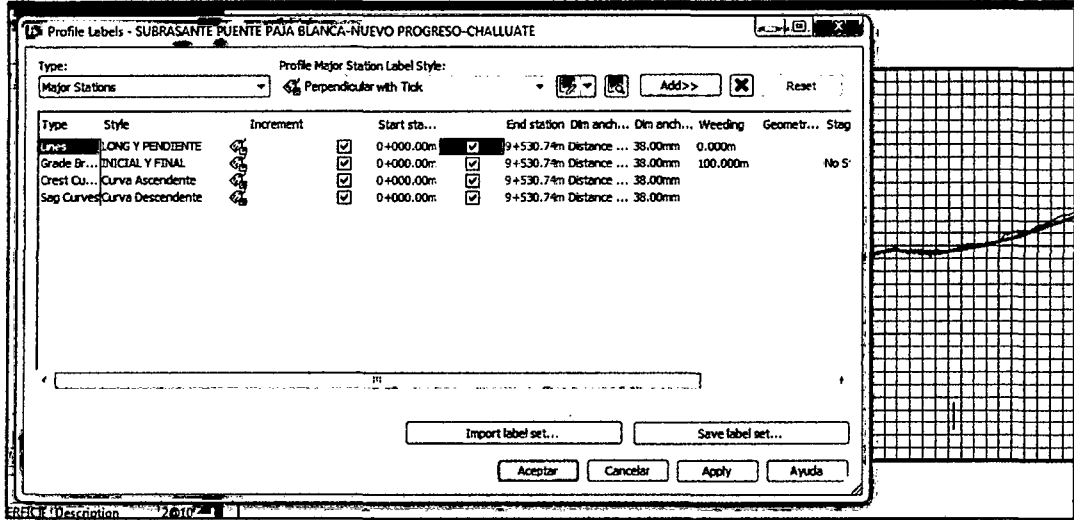 Profile Labels - SUBRASANTE PUENTE PAJA BLANCA-NUEVO PROGRESO-CHALLUATE
Type: Profile Major Station Label Style:
Major Stations Perpendicular with Tick Add>> Reset
Type Style Increment Start sta... End station Dim anch... Dim anch... Weeding Geometr... Stag
Lines LONG Y PENDIENTE 0+000.00m 9+530.74m Distance ... 38.00mm 0.000m
Grade Br... INICIAL Y FINAL 0+000.00m 9+530.74m Distance ... 38.00mm 100.000m No S
Crest Cu... Curva Ascendente 0+000.00m 9+530.74m Distance ... 38.00mm
Sag Curves Curva Descendente 0+000.00m 9+530.74m Distance ... 38.00mm
Import label set... Save label set...
Aceptar Cancelar Apply Ayuda
Description